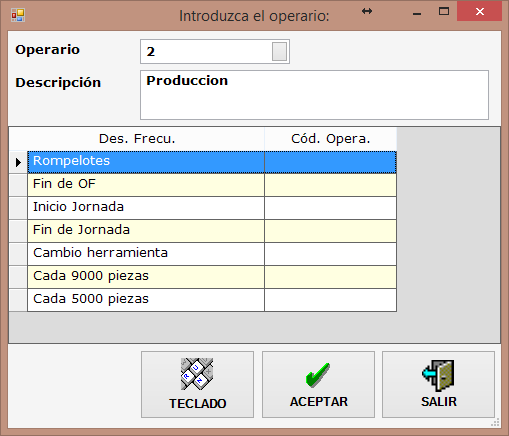 Introduzca el operario:
Operario 2
Descripción Produccion
Des. Frecu. Cód. Opera.
Rompelotes
Fin de OF
Inicio Jornada
Fin de Jornada
Cambio herramienta
Cada 9000 piezas
Cada 5000 piezas
TECLADO ACEPTAR SALIR